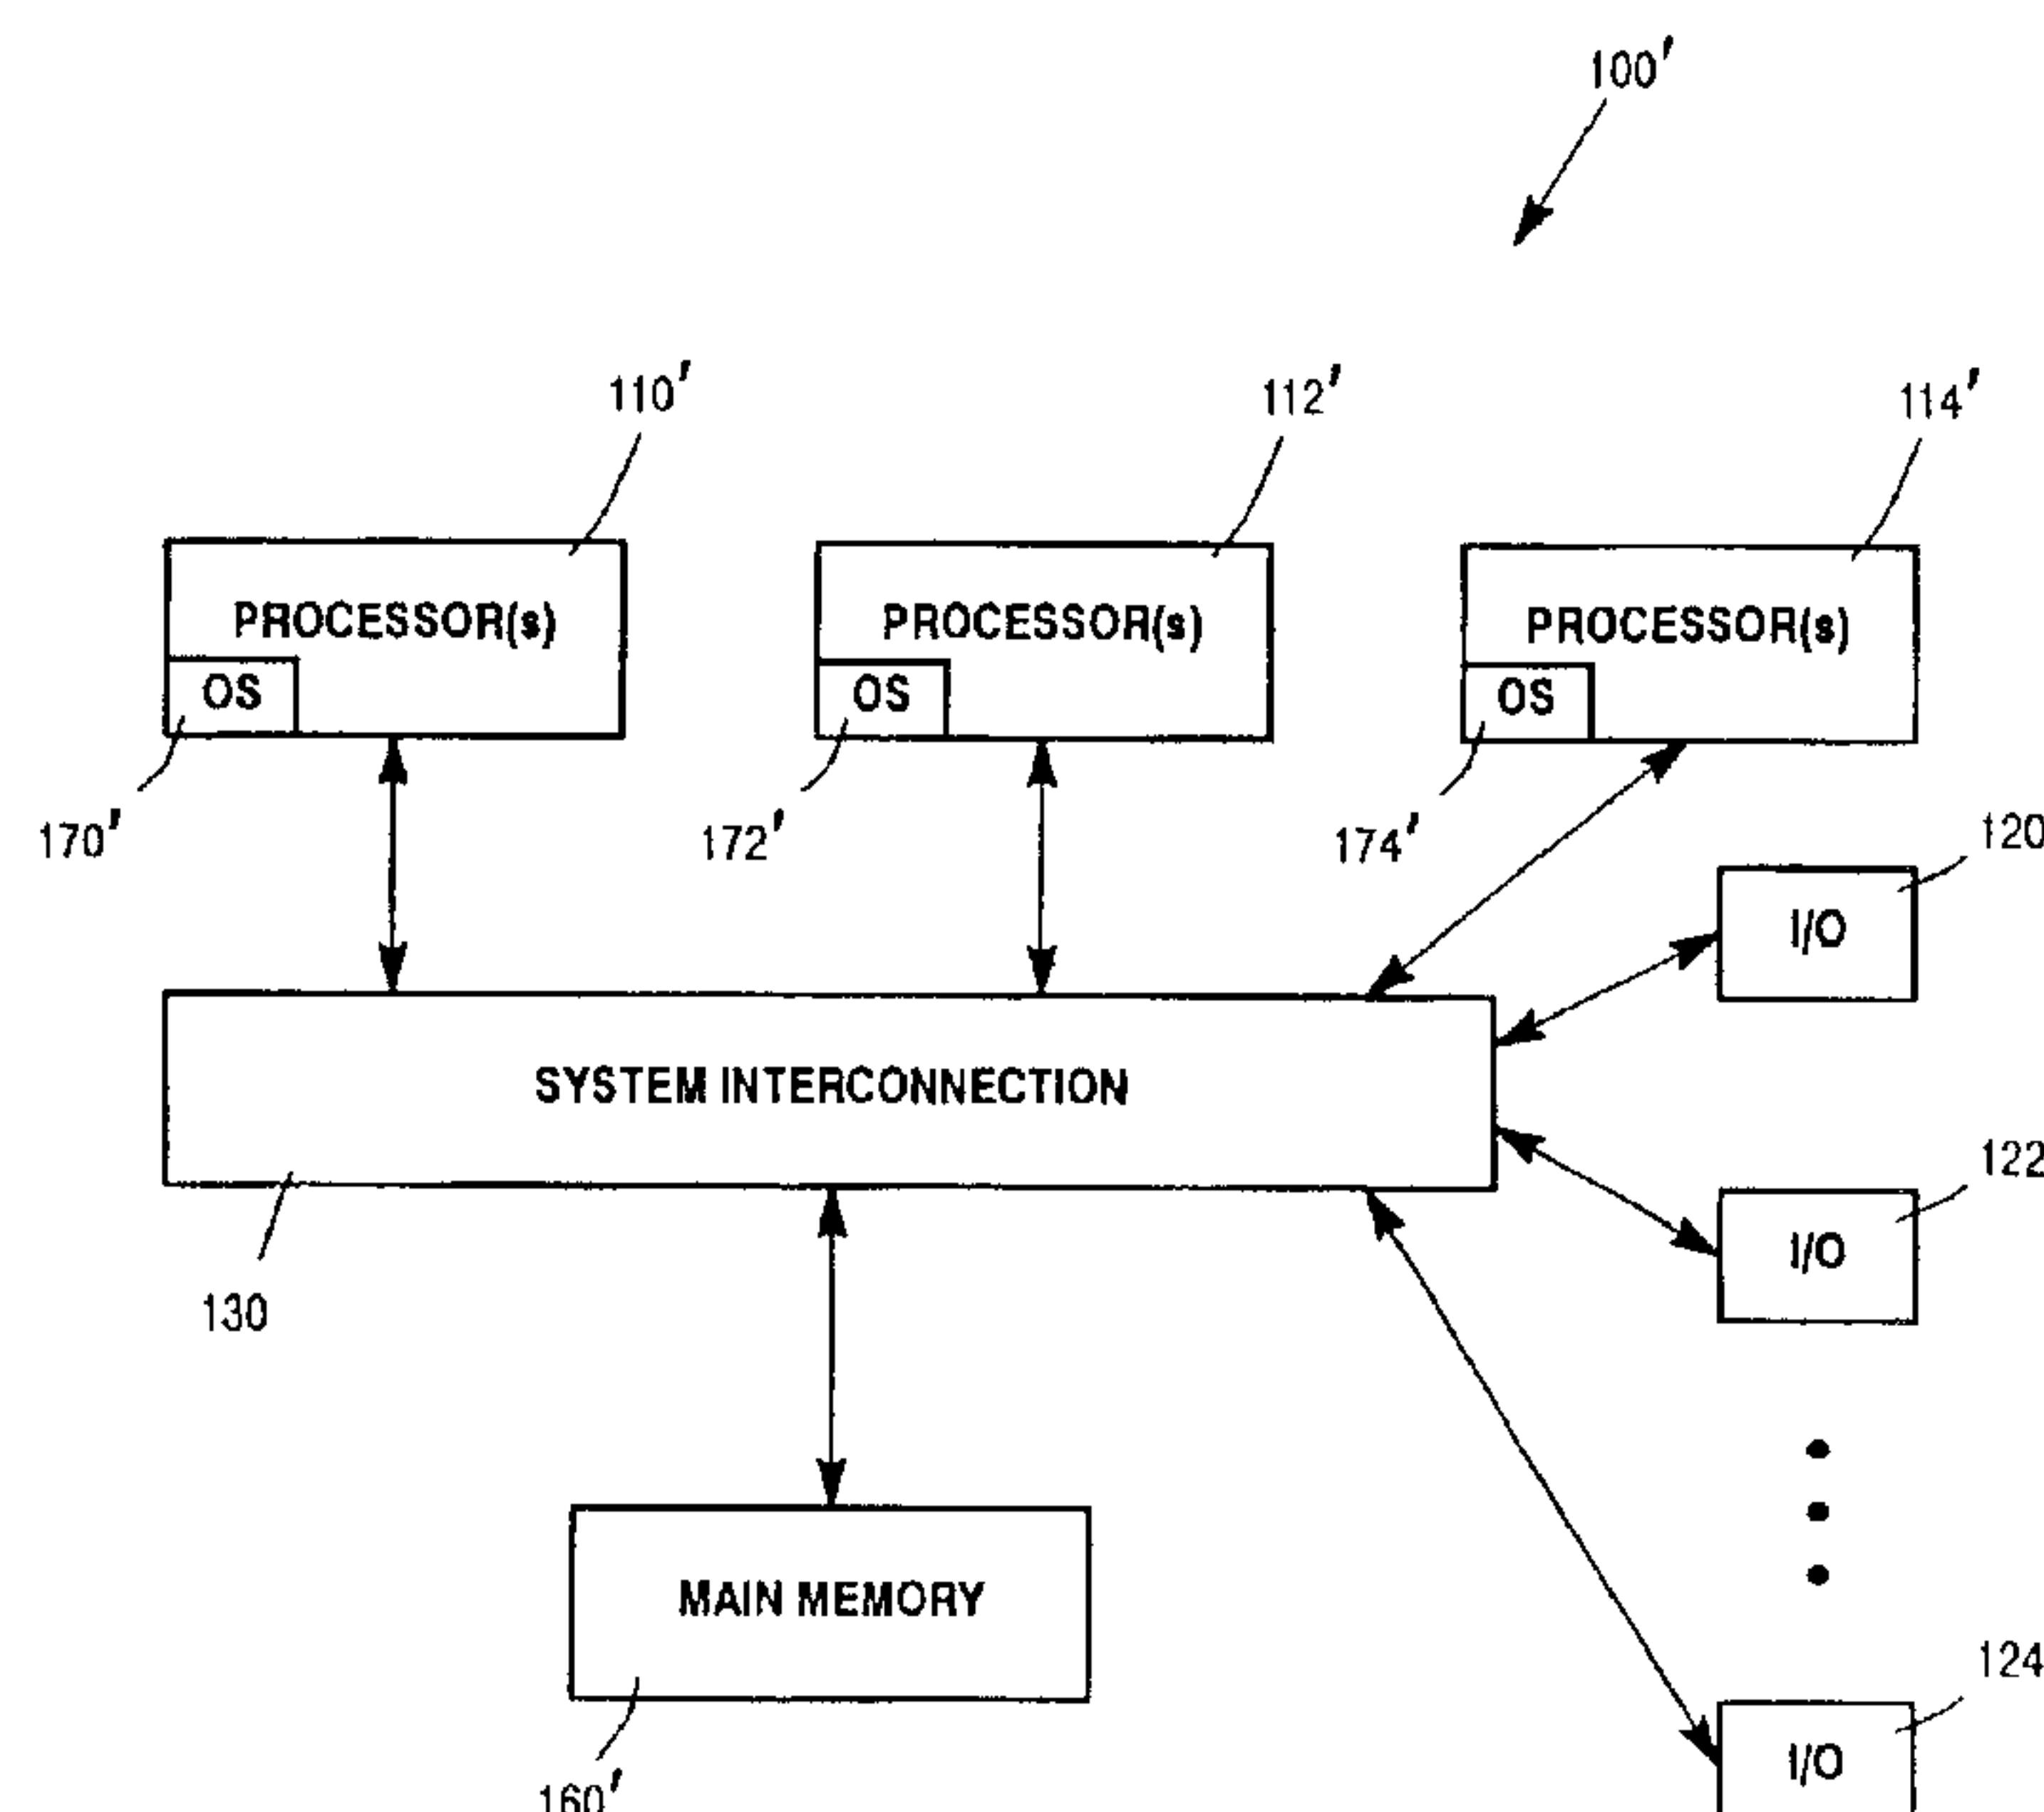 100'
110'
112'
114'
PROCESSOR(s)
PROCESSOR(s)
PROCESSOR(s)
OS
OS
OS
170'
172'
174'
120
I/O
SYSTEM INTERCONNECTION
122
I/O
130
MAIN MEMORY
124
I/O
160'